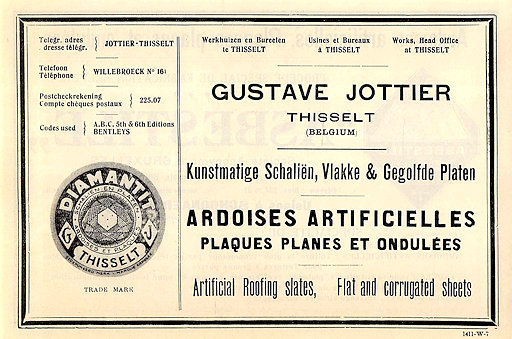 Telegr. adres
adresse télégr.
JOTTIER-THISSELT
Telefoon
Téléphone
WILLEBROECK Nº 161
Postcheckrekening
Compte chèques postaux
225.07
Codes used
A.B.C. 5th & 6th Editions
BENTLEYS
DIAMANTIT
THISSELT
TRADE MARK
Werkhuizen en Bureelen
te THISSELT
Usines et Bureaux
à THISSELT
Works, Head Office
at THISSELT
GUSTAVE JOTTIER
THISSELT
(BELGIUM)
Kunstmatige Schaliën, Vlakke & Gegolfde Platen
ARDOISES ARTIFICIELLES
PLAQUES PLANES ET ONDULÉES
Artificial Roofing slates, Flat and corrugated sheets
1411-W-7